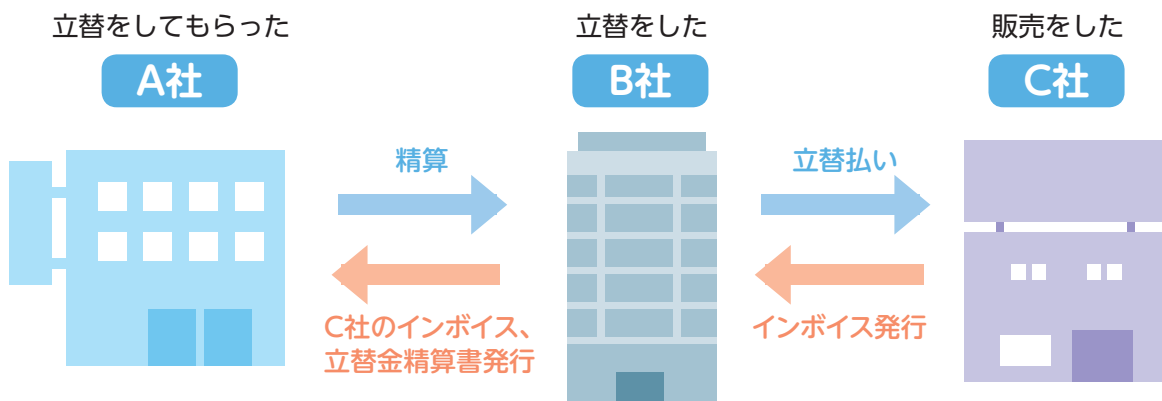 立替をしてもらった
A社
立替をした
B社
販売をした
C社
精算
立替払い
C社のインボイス、
立替金精算書発行
インボイス発行